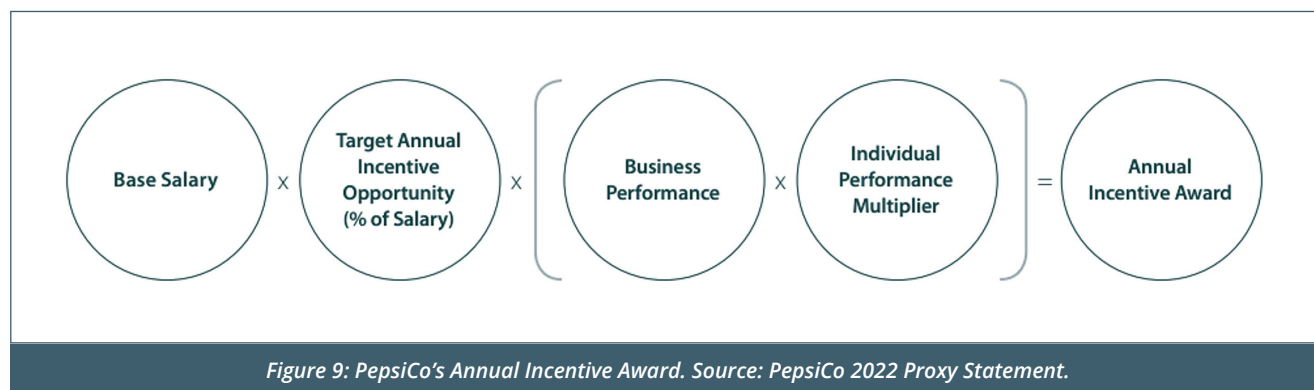 Base Salary
x
Target Annual
Incentive
Opportunity
(% of Salary)
x
Business
Performance
x
Individual
Performance
Multiplier
=
Annual
Incentive Award
Figure 9: PepsiCo’s Annual Incentive Award. Source: PepsiCo 2022 Proxy Statement.